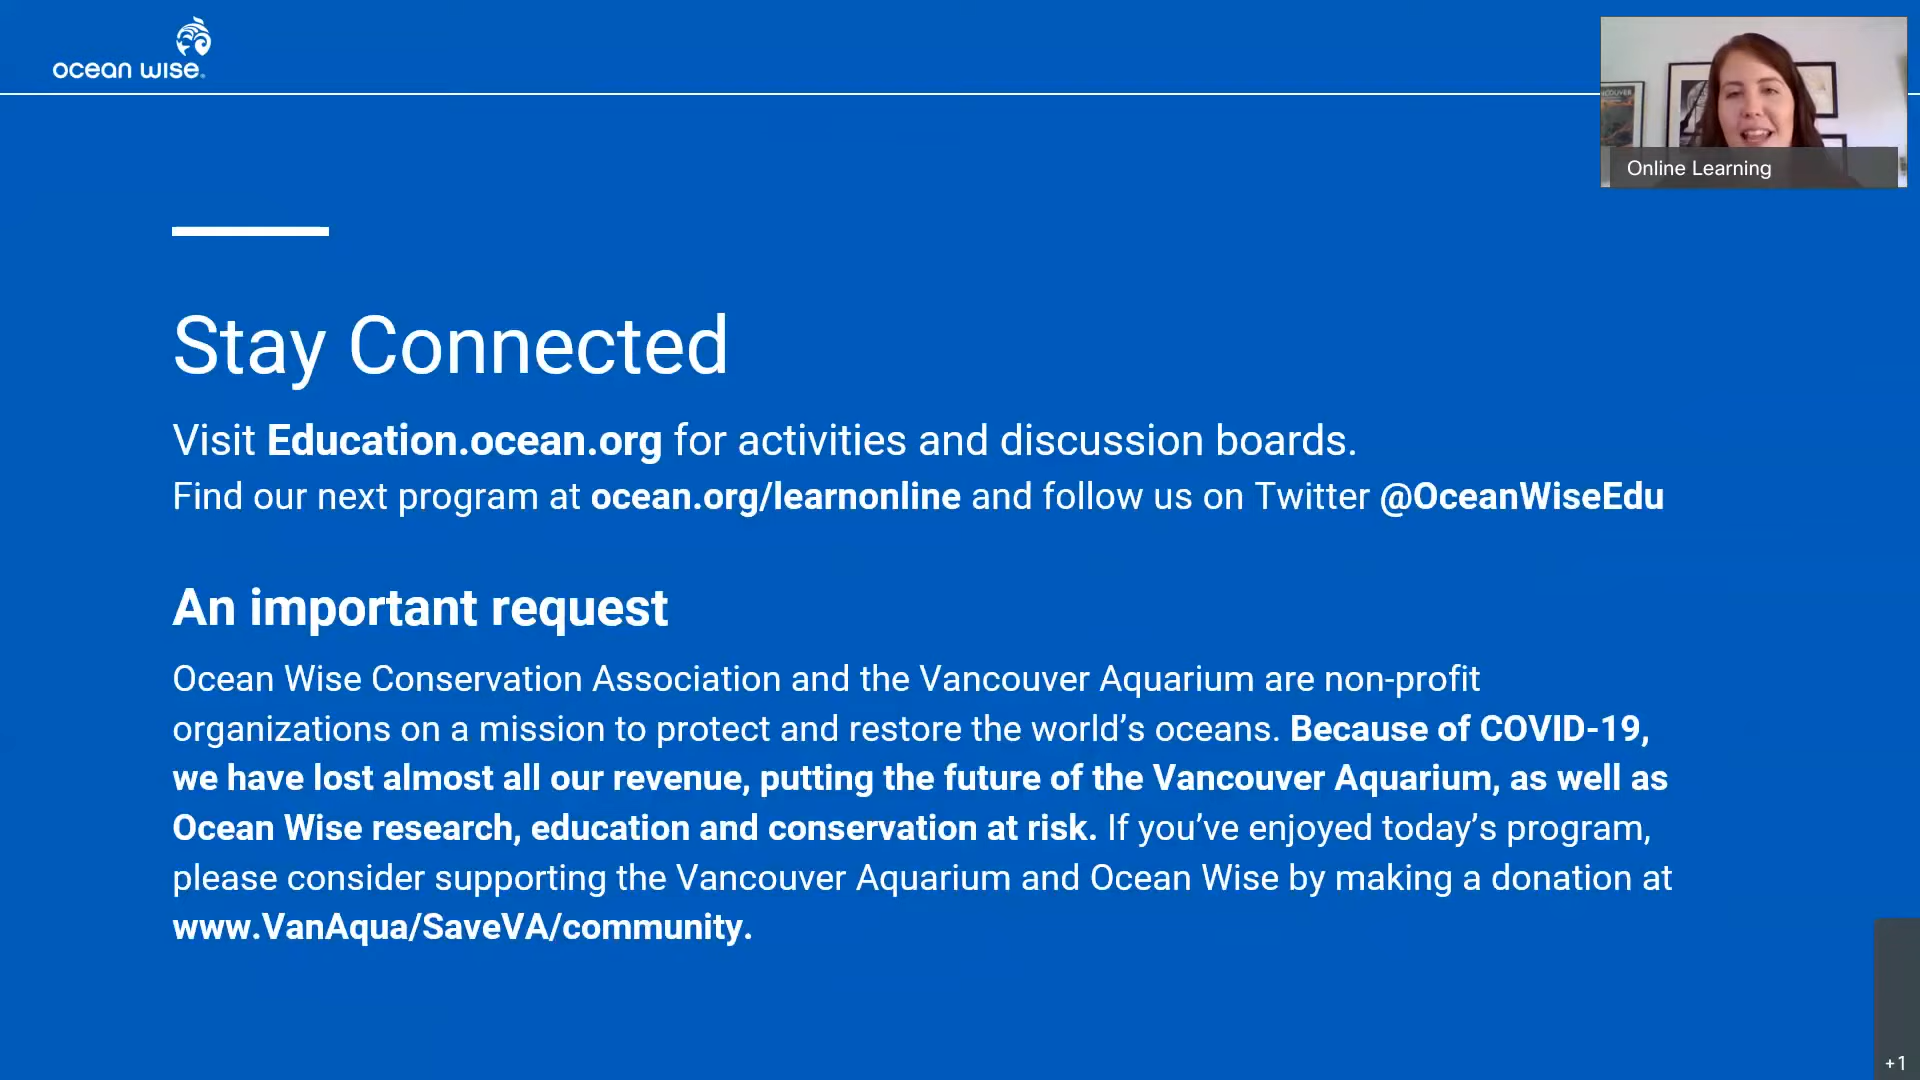 ocean wise
COUVER
Online Learning
Stay Connected
Visit Education.ocean.org for activities and discussion boards.
Find our next program at ocean.org/learnonline and follow us on Twitter @OceanWiseEdu
An important request
Ocean Wise Conservation Association and the Vancouver Aquarium are non-profit
organizations on a mission to protect and restore the world’s oceans. Because of COVID-19,
we have lost almost all our revenue, putting the future of the Vancouver Aquarium, as well as
Ocean Wise research, education and conservation at risk. If you’ve enjoyed today’s program,
please consider supporting the Vancouver Aquarium and Ocean Wise by making a donation at
www.VanAqua/SaveVA/community.
+1